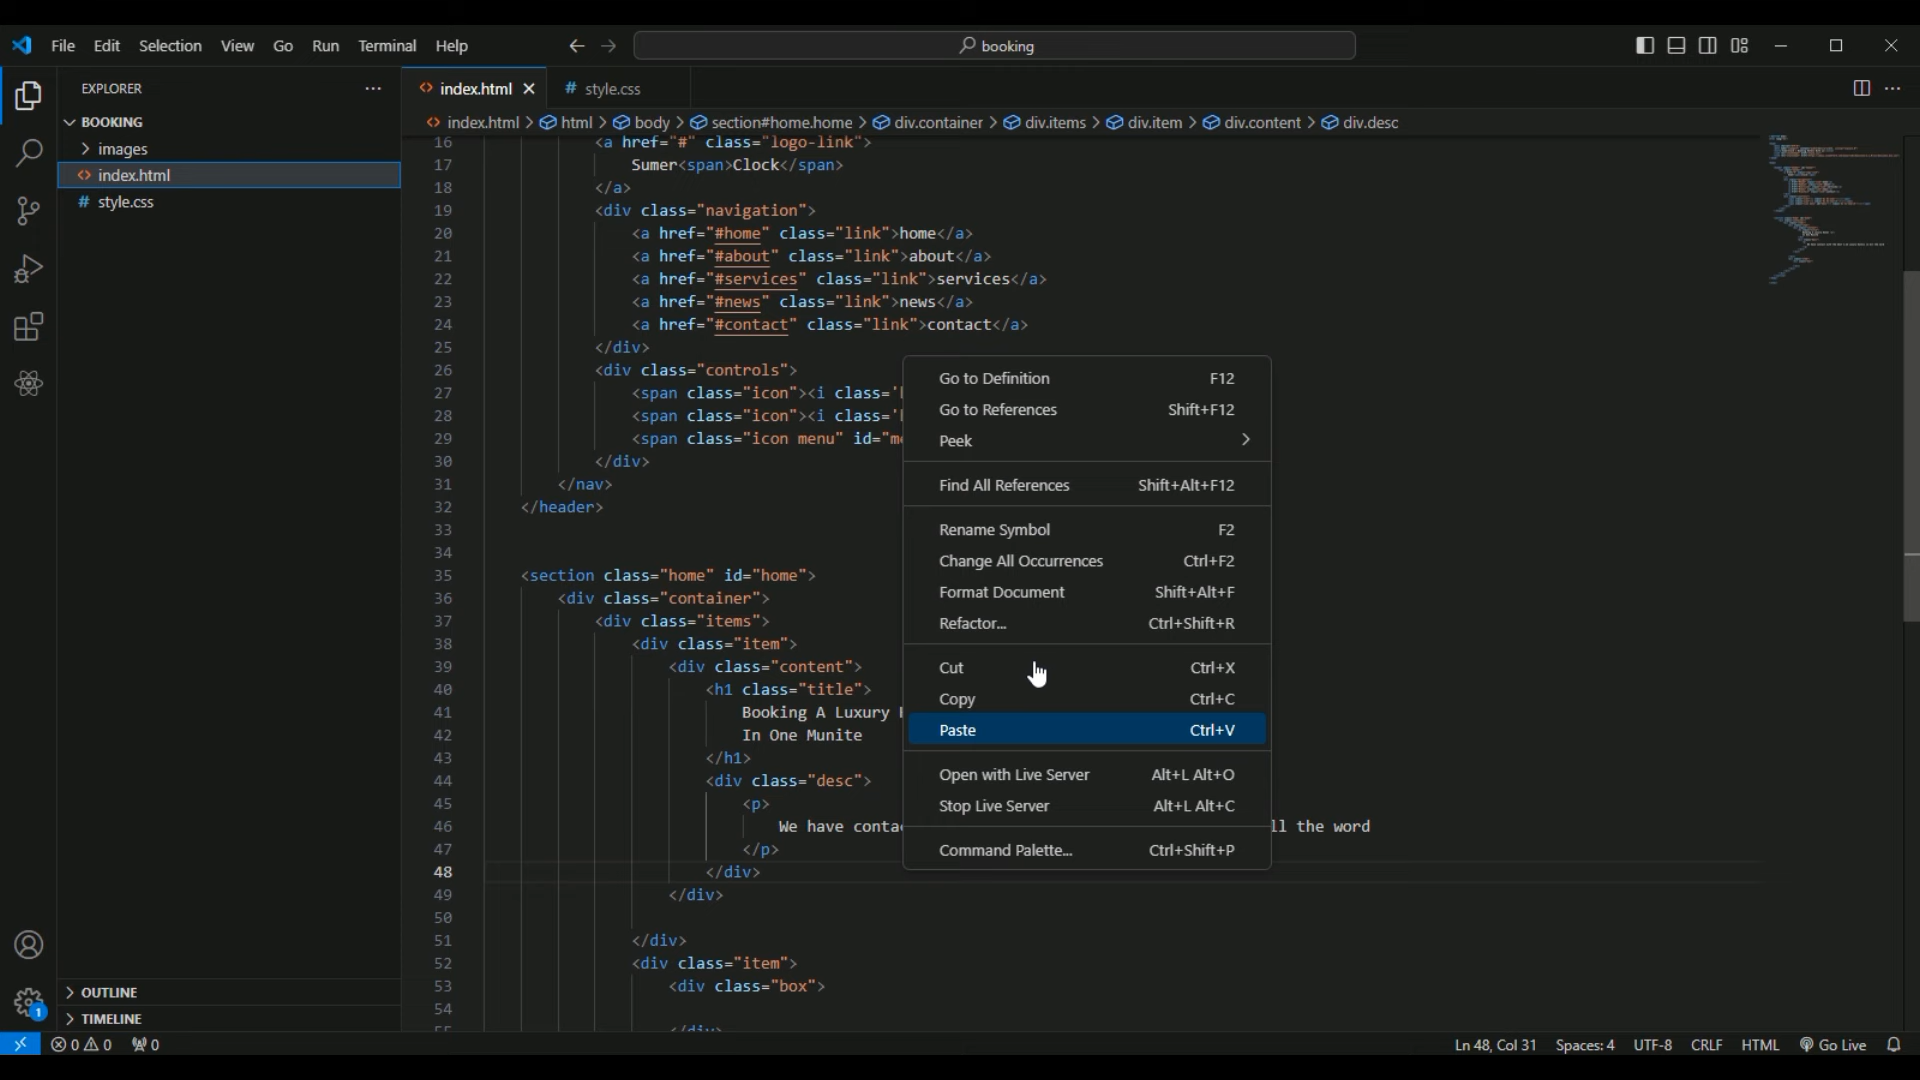 File Edit Selection View Go Run Terminal Help
booking
EXPLORER
BOOKING
images
index.html
# style.css
OUTLINE
TIMELINE
index.html
# style.css
index.html > html > body > section#home.home > div.container > div.items > div.item > div.content > div.desc
16 <a href="#" class="logo-link">
17 Sumer<span>Clock</span>
18 </a>
19 <div class="navigation">
20 <a href="#home" class="link">home</a>
21 <a href="#about" class="link">about</a>
22 <a href="#services" class="link">services</a>
23 <a href="#news" class="link">news</a>
24 <a href="#contact" class="link">contact</a>
25 </div>
26 <div class="controls">
27 <span class="icon"><i class='
28 <span class="icon"><i class='
29 <span class="icon menu" id="
30 </div>
31 </nav>
32 </header>
33
34
35 <section class="home" id="home">
36 <div class="container">
37 <div class="items">
38 <div class="item">
39 <div class="content">
40 <h1 class="title">
41 Booking A Luxury
42 In One Munite
43 </h1>
44 <div class="desc">
45 <p>
46 We have ll the word
47 </p>
48 </div>
49 </div>
50
51 </div>
52 <div class="item">
53 <div class="box">
54
Go to Definition F12
Go to References Shift+F12
Peek
Find All References Shift+Alt+F12
Rename Symbol F2
Change All Occurrences Ctrl+F2
Format Document Shift+Alt+F
Refactor... Ctrl+Shift+R
Cut Ctrl+X
Copy Ctrl+C
Paste Ctrl+V
Open with Live Server Alt+L Alt+O
Stop Live Server Alt+L Alt+C
Command Palette... Ctrl+Shift+P
1
0 0 0
Ln 48, Col 31 Spaces: 4 UTF-8 CRLF HTML Go Live